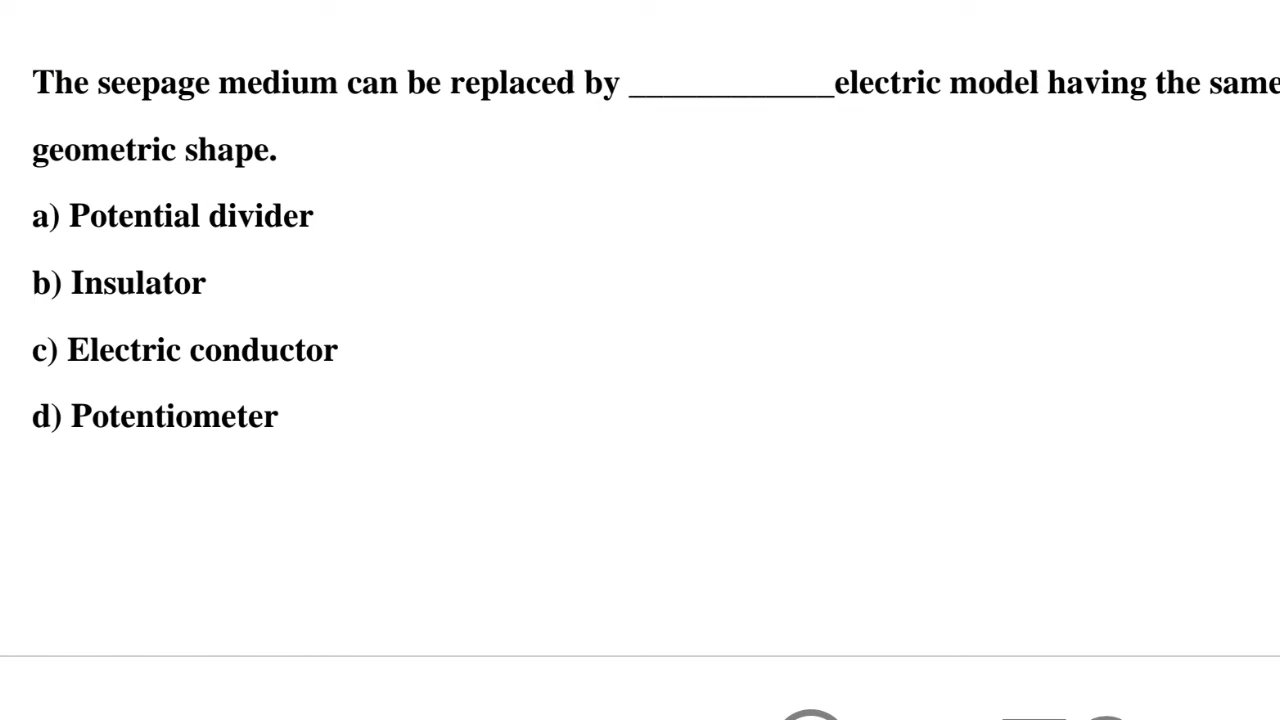 The seepage medium can be replaced by ____________electric model having the same
geometric shape.
a) Potential divider
b) Insulator
c) Electric conductor
d) Potentiometer